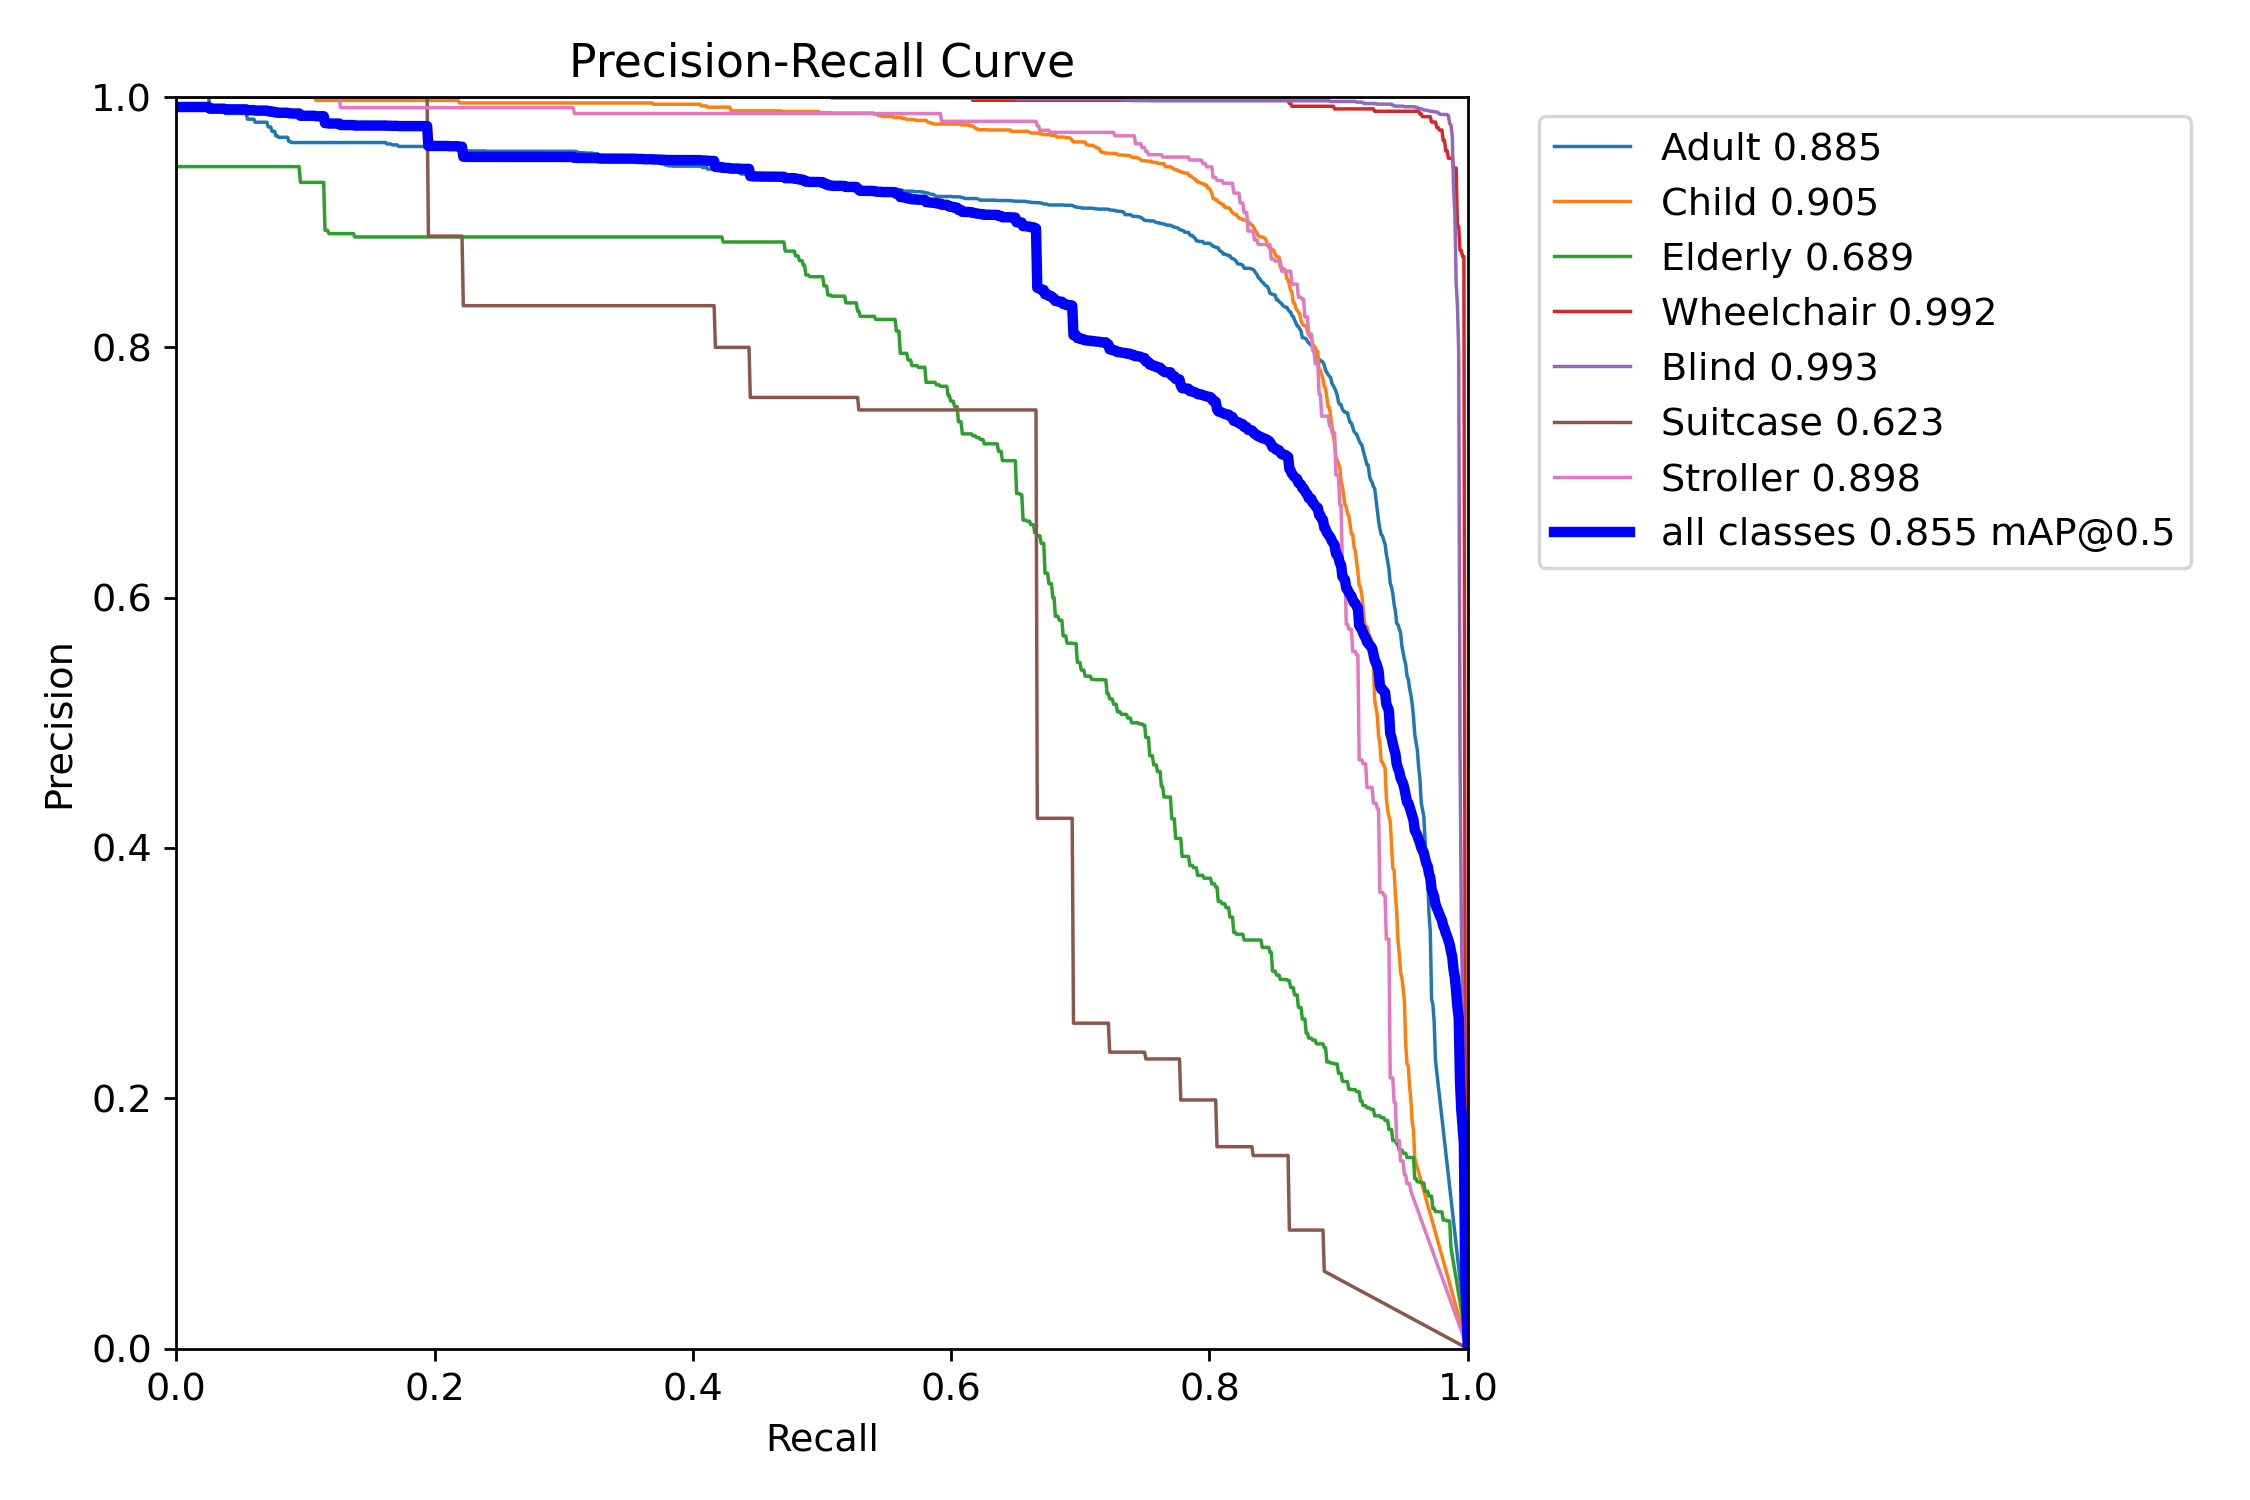 Precision-Recall Curve
1.0
0.8
0.6
0.4
0.2
0.0
Precision
0.0 0.2 0.4 0.6 0.8 1.0
Recall
Adult 0.885
Child 0.905
Elderly 0.689
Wheelchair 0.992
Blind 0.993
Suitcase 0.623
Stroller 0.898
all classes 0.855 mAP@0.5